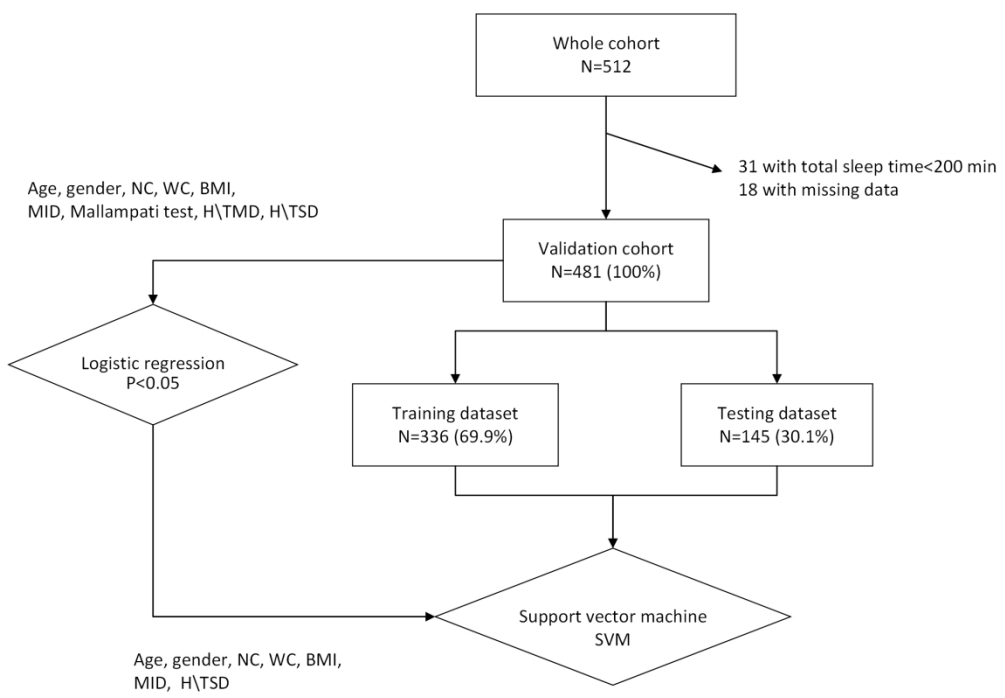 Whole cohort
N=512
31 with total sleep time<200 min
18 with missing data
Age, gender, NC, WC, BMI,
MID, Mallampati test, H\TMD, H\TSD
Validation cohort
N=481 (100%)
Logistic regression
P<0.05
Training dataset
N=336 (69.9%)
Testing dataset
N=145 (30.1%)
Support vector machine
SVM
Age, gender, NC, WC, BMI,
MID, H\TSD